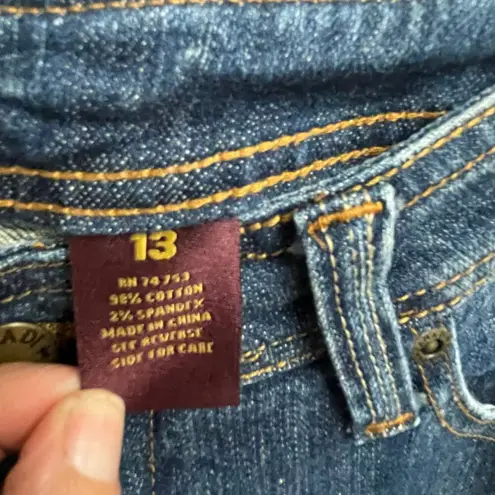 13
RN 74753
98% COTTON
2% SPANDEX
MADE IN CHINA
SEE REVERSE
SIDE FOR CARE